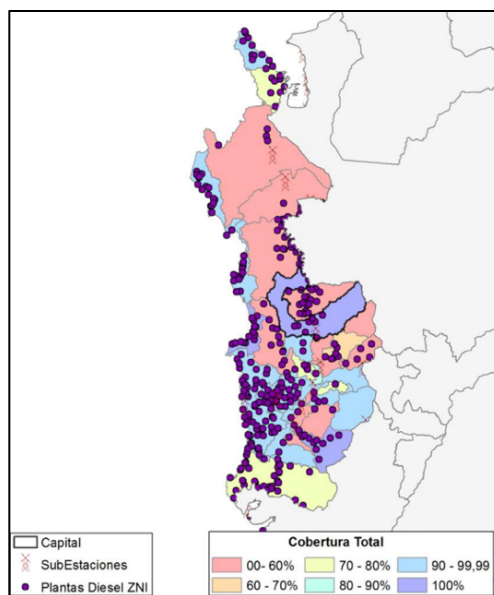 Capital
SubEstaciones
Plantas Diesel ZNI
Cobertura Total
00- 60%
70 - 80%
90 - 99,99
60 - 70%
80 - 90%
100%